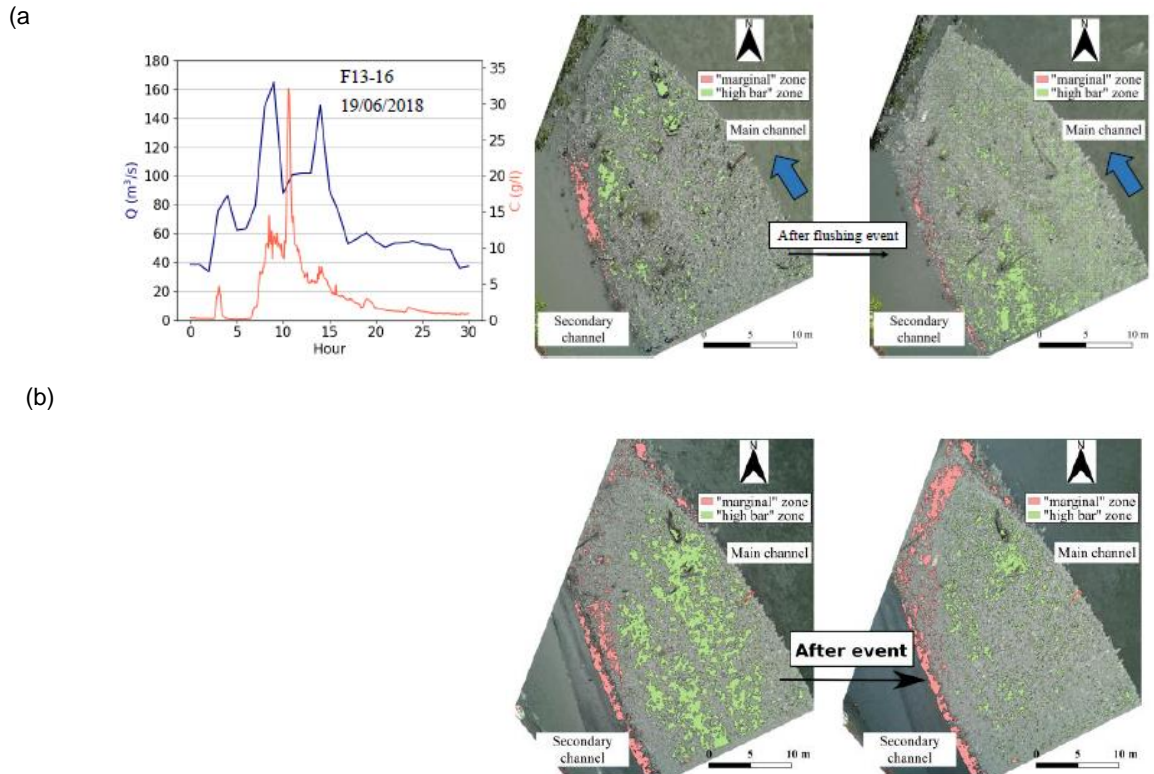 (a
F13-16
19/06/2018
180
160
140
120
100
80
60
40
20
0
Q (m³/s)
35
30
25
20
15
10
5
0
C (g/l)
0 5 10 15 20 25 30
Hour
N
"marginal" zone
"high bar" zone
Main channel
Secondary channel
0 5 10 m
After flushing event
N
"marginal" zone
"high bar" zone
Main channel
Secondary channel
0 5 10 m
(b)
N
"marginal" zone
"high bar" zone
Main channel
Secondary channel
0 5 10 m
After event
N
"marginal" zone
"high bar" zone
Main channel
Secondary channel
0 5 10 m